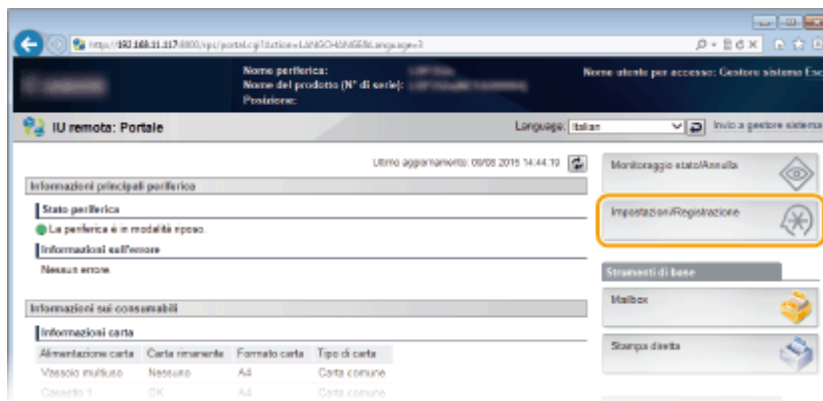 Nome periferica:
Nome utente per accesso: Gestore sistema Esc
Nome del prodotto (N° di serie):
Posizione:
IU remota: Portale
Language: Italian
Invio a gestore sistema
Ultimo aggiornamento: 09/08 2015 14:44:19
Informazioni principali periferica
Stato periferica
La periferica è in modalità riposo.
Informazioni sull'errore
Nessun errore.
Informazioni sui consumabili
Informazioni carta
Alimentazione carta Carta rimanente Formato carta Tipo di carta
Vassoio multiuso Nessuno A4 Carta comune
Cassetto 1 OK A4 Carta comune
Monitoraggio stato/Annulla
Impostazioni/Registrazione
Strumenti di base
Mailbox
Stampa diretta